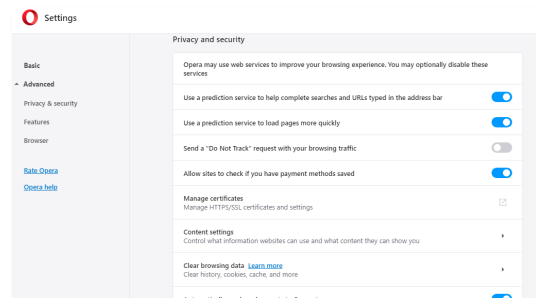 Settings
Privacy and security
Basic
Advanced
Privacy & security
Features
Browser
Rate Opera
Opera help
Opera may use web services to improve your browsing experience. You may optionally disable these
services
Use a prediction service to help complete searches and URLs typed in the address bar
Use a prediction service to load pages more quickly
Send a "Do Not Track" request with your browsing traffic
Allow sites to check if you have payment methods saved
Manage certificates
Manage HTTPS/SSL certificates and settings
Content settings
Control what information websites can use and what content they can show you
Clear browsing data Learn more
Clear history, cookies, cache, and more